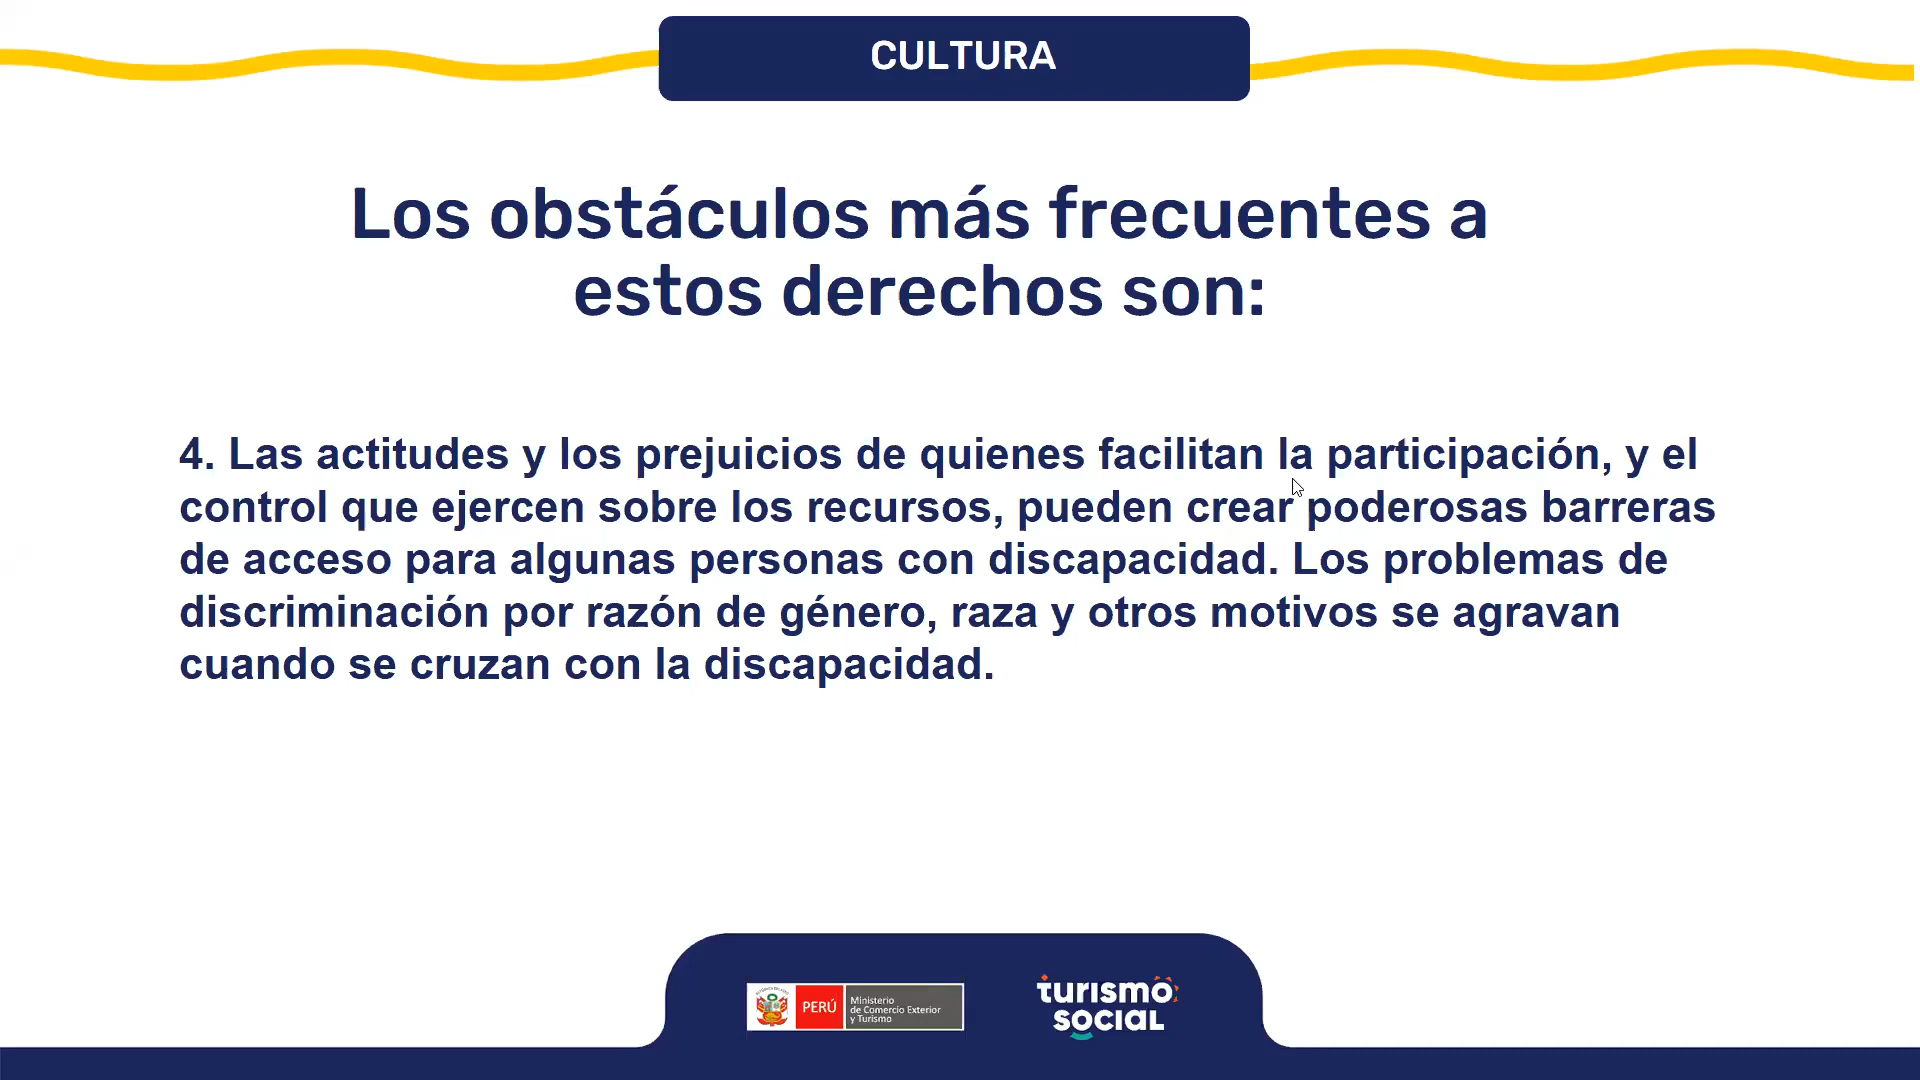 CULTURA
Los obstáculos más frecuentes a
estos derechos son:
4. Las actitudes y los prejuicios de quienes facilitan la participación, y el
control que ejercen sobre los recursos, pueden crear poderosas barreras
de acceso para algunas personas con discapacidad. Los problemas de
discriminación por razón de género, raza y otros motivos se agravan
cuando se cruzan con la discapacidad.
PERÚ
Ministerio
de Comercio Exterior
y Turismo
turismo
social